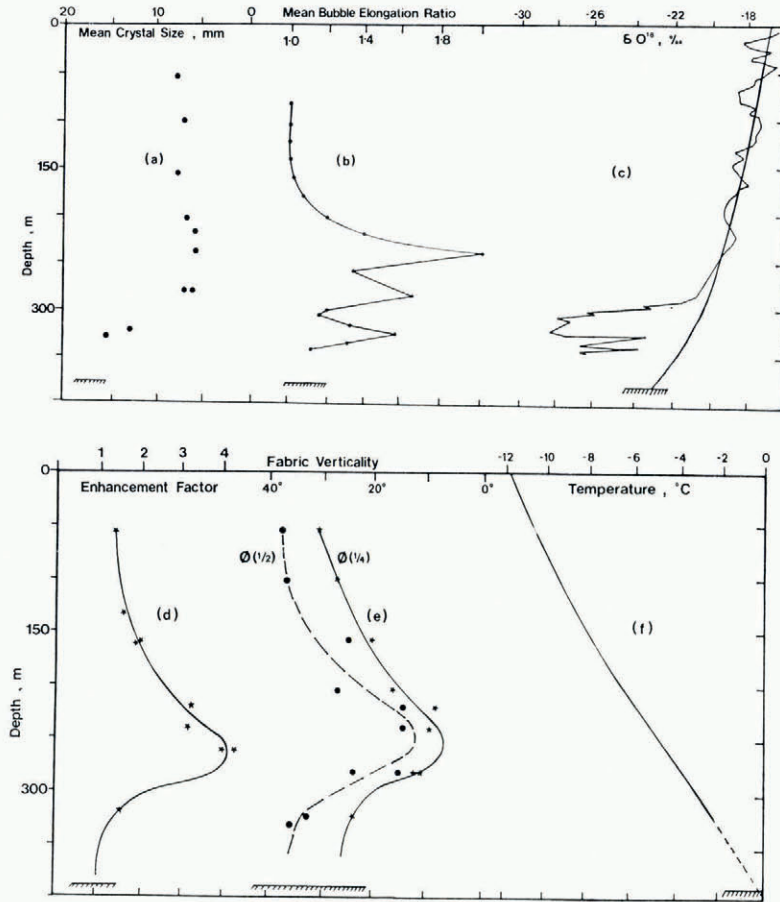 Mean Bubble Elongation Ratio
20 10 0 -30 -26 -22 -18
0
Mean Crystal Size , mm 1·0 1·4 1·8 δ O¹⁸ , ‰
150
(a) (b) (c)
Depth , m
300
1 2 3 4 Fabric Verticality -12 -10 -8 -6 -4 -2 0
0
Enhancement Factor 40° 20° 0° Temperature , °C
Ø(1/2) Ø(1/4)
150
(d) (e) (f)
Depth , m
300